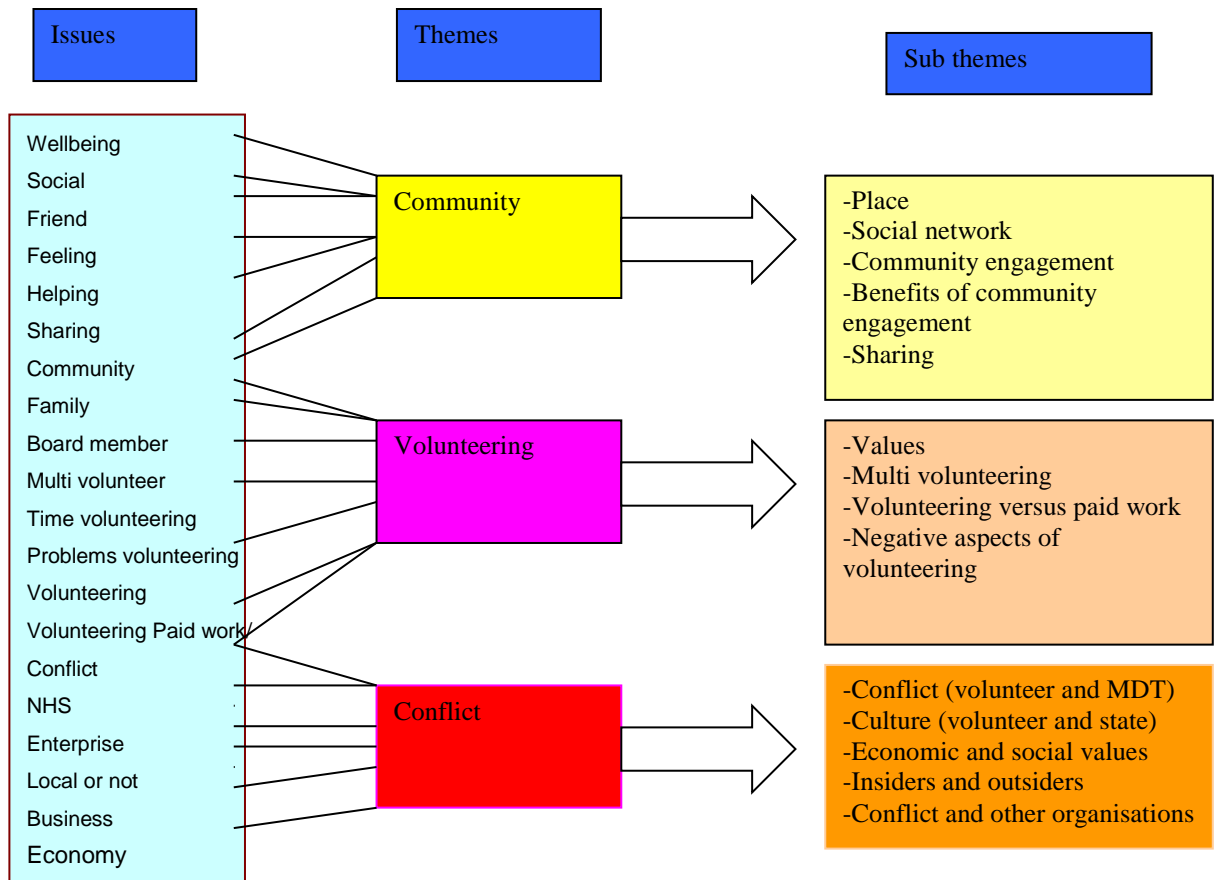 Issues
Themes
Sub themes
Wellbeing
Social
Friend
Feeling
Helping
Sharing
Community
Family
Board member
Multi volunteer
Time volunteering
Problems volunteering
Volunteering
Volunteering Paid work/
Conflict
NHS
Enterprise
Local or not
Business
Economy
Community
Volunteering
Conflict
-Place
-Social network
-Community engagement
-Benefits of community
engagement
-Sharing
-Values
-Multi volunteering
-Volunteering versus paid work
-Negative aspects of
volunteering
-Conflict (volunteer and MDT)
-Culture (volunteer and state)
-Economic and social values
-Insiders and outsiders
-Conflict and other organisations